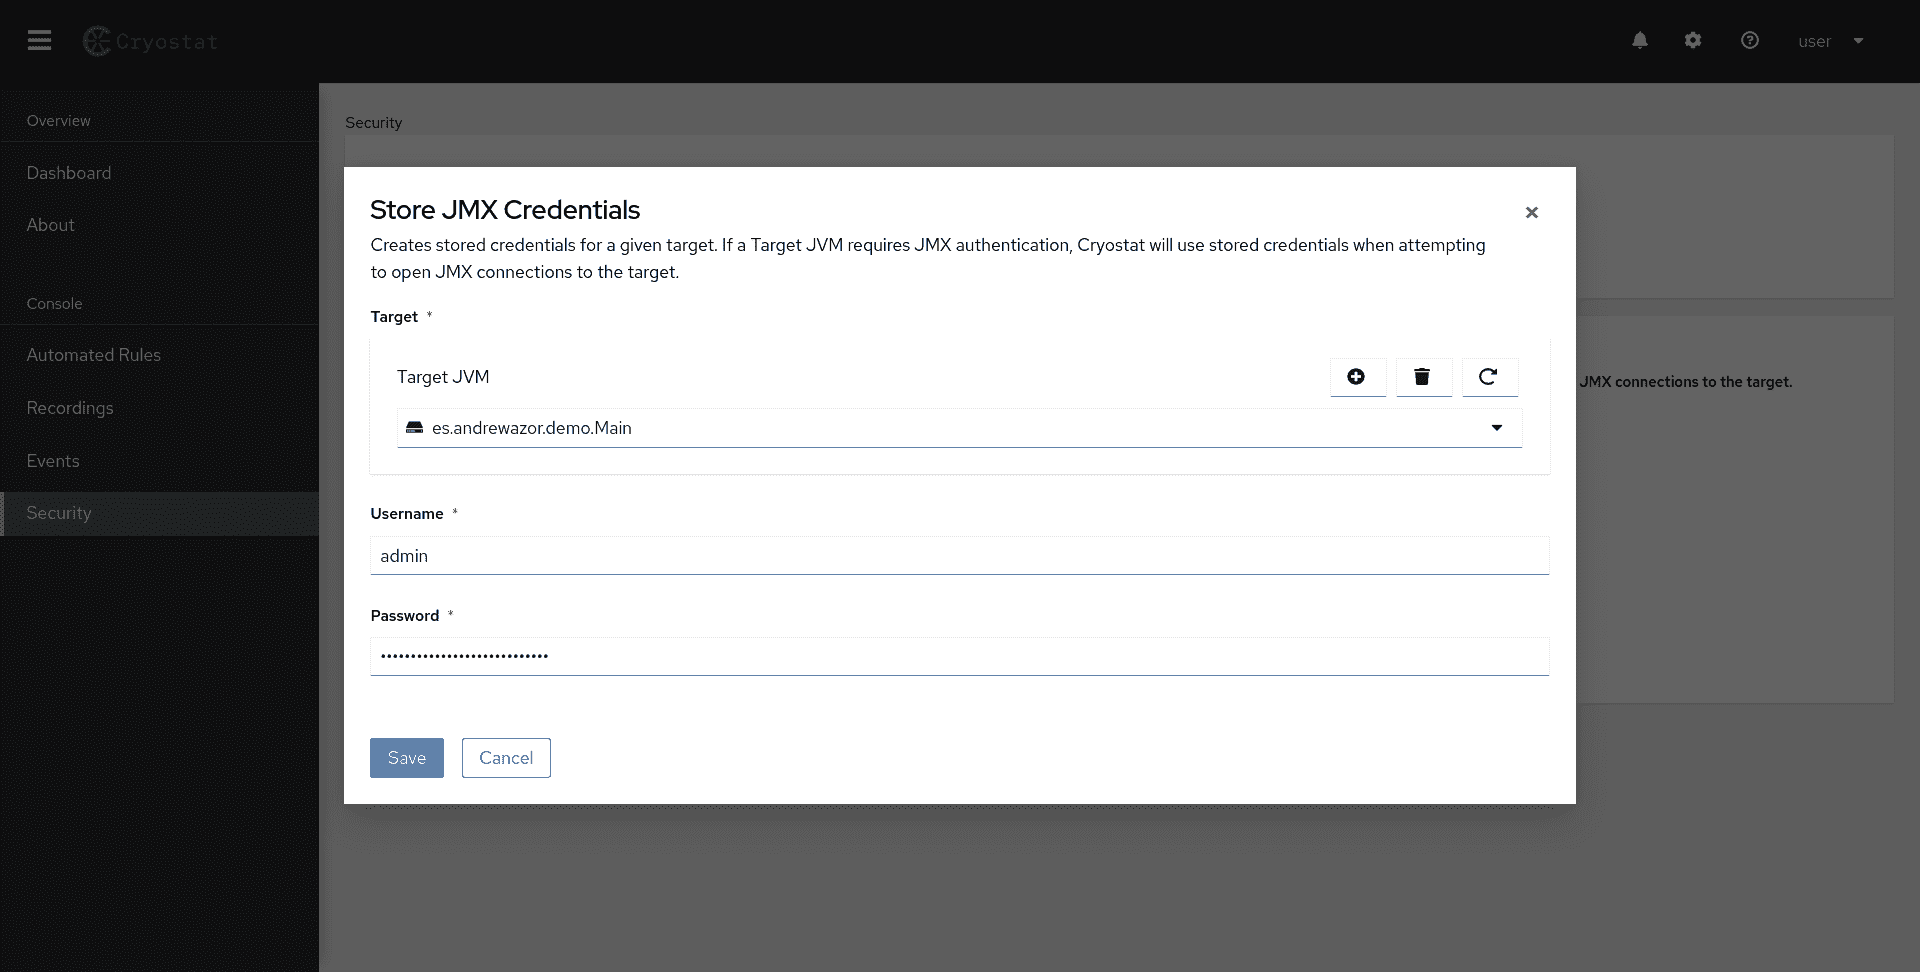 Cryostat
user
Overview
Dashboard
About
Console
Automated Rules
Recordings
Events
Security
Security
Store JMX Credentials
Creates stored credentials for a given target. If a Target JVM requires JMX authentication, Cryostat will use stored credentials when attempting
to open JMX connections to the target.
Target *
Target JVM
es.andrewazor.demo.Main
Username *
admin
Password *
••••••••••••••••••••••••••••
Save
Cancel
JMX connections to the target.